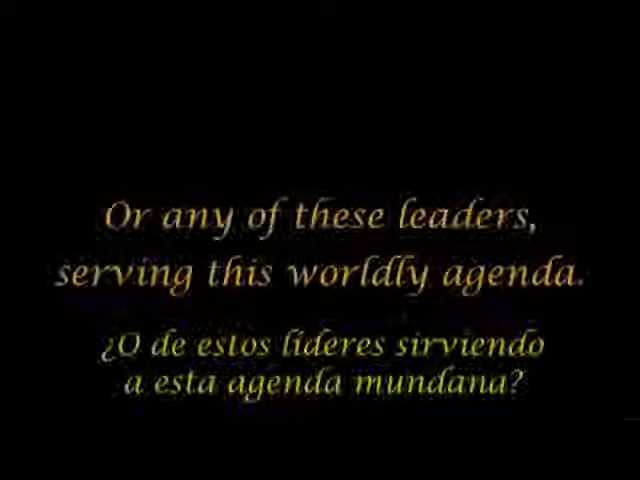 Or any of these leaders,
serving this worldly agenda.
¿O de estos líderes sirviendo
a esta agenda mundana?